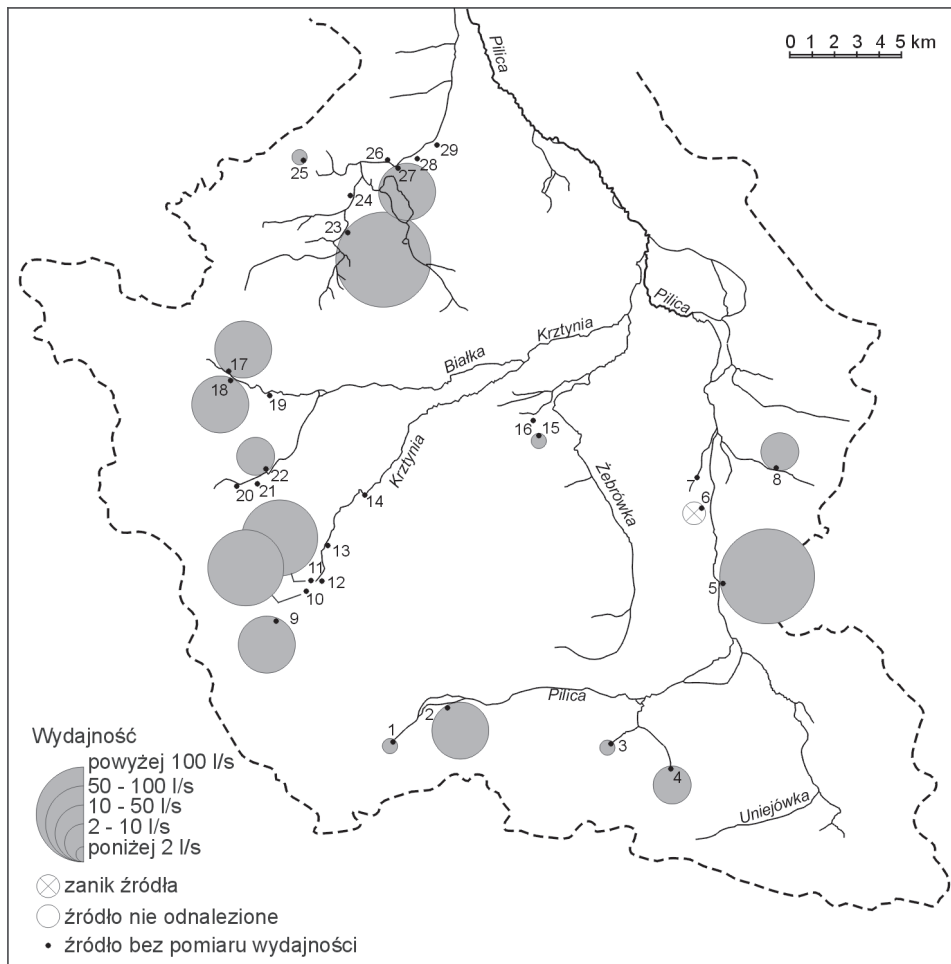 Pilica
0 1 2 3 4 5 km
29
26
28
25
27
24
23
Pilica
Krztynia
Białka
17
18
19
16 15
Krztynia
22
20 21
Żebrówka
7
8
6
14
13
11 12
10
5
9
Pilica
2
1
3
4
Uniejówka
Wydajność
powyżej 100 l/s
50 - 100 l/s
10 - 50 l/s
2 - 10 l/s
poniżej 2 l/s
zanik źródła
źródło nie odnalezione
źródło bez pomiaru wydajności